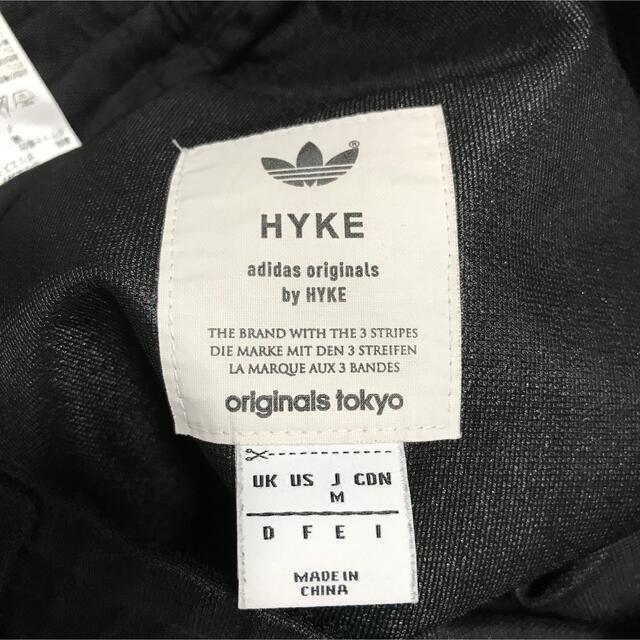 ®
HYKE
adidas originals
by HYKE
THE BRAND WITH THE 3 STRIPES
DIE MARKE MIT DEN 3 STREIFEN
LA MARQUE AUX 3 BANDES
originals tokyo
UK US J CDN
M
D F E I
MADE IN
CHINA